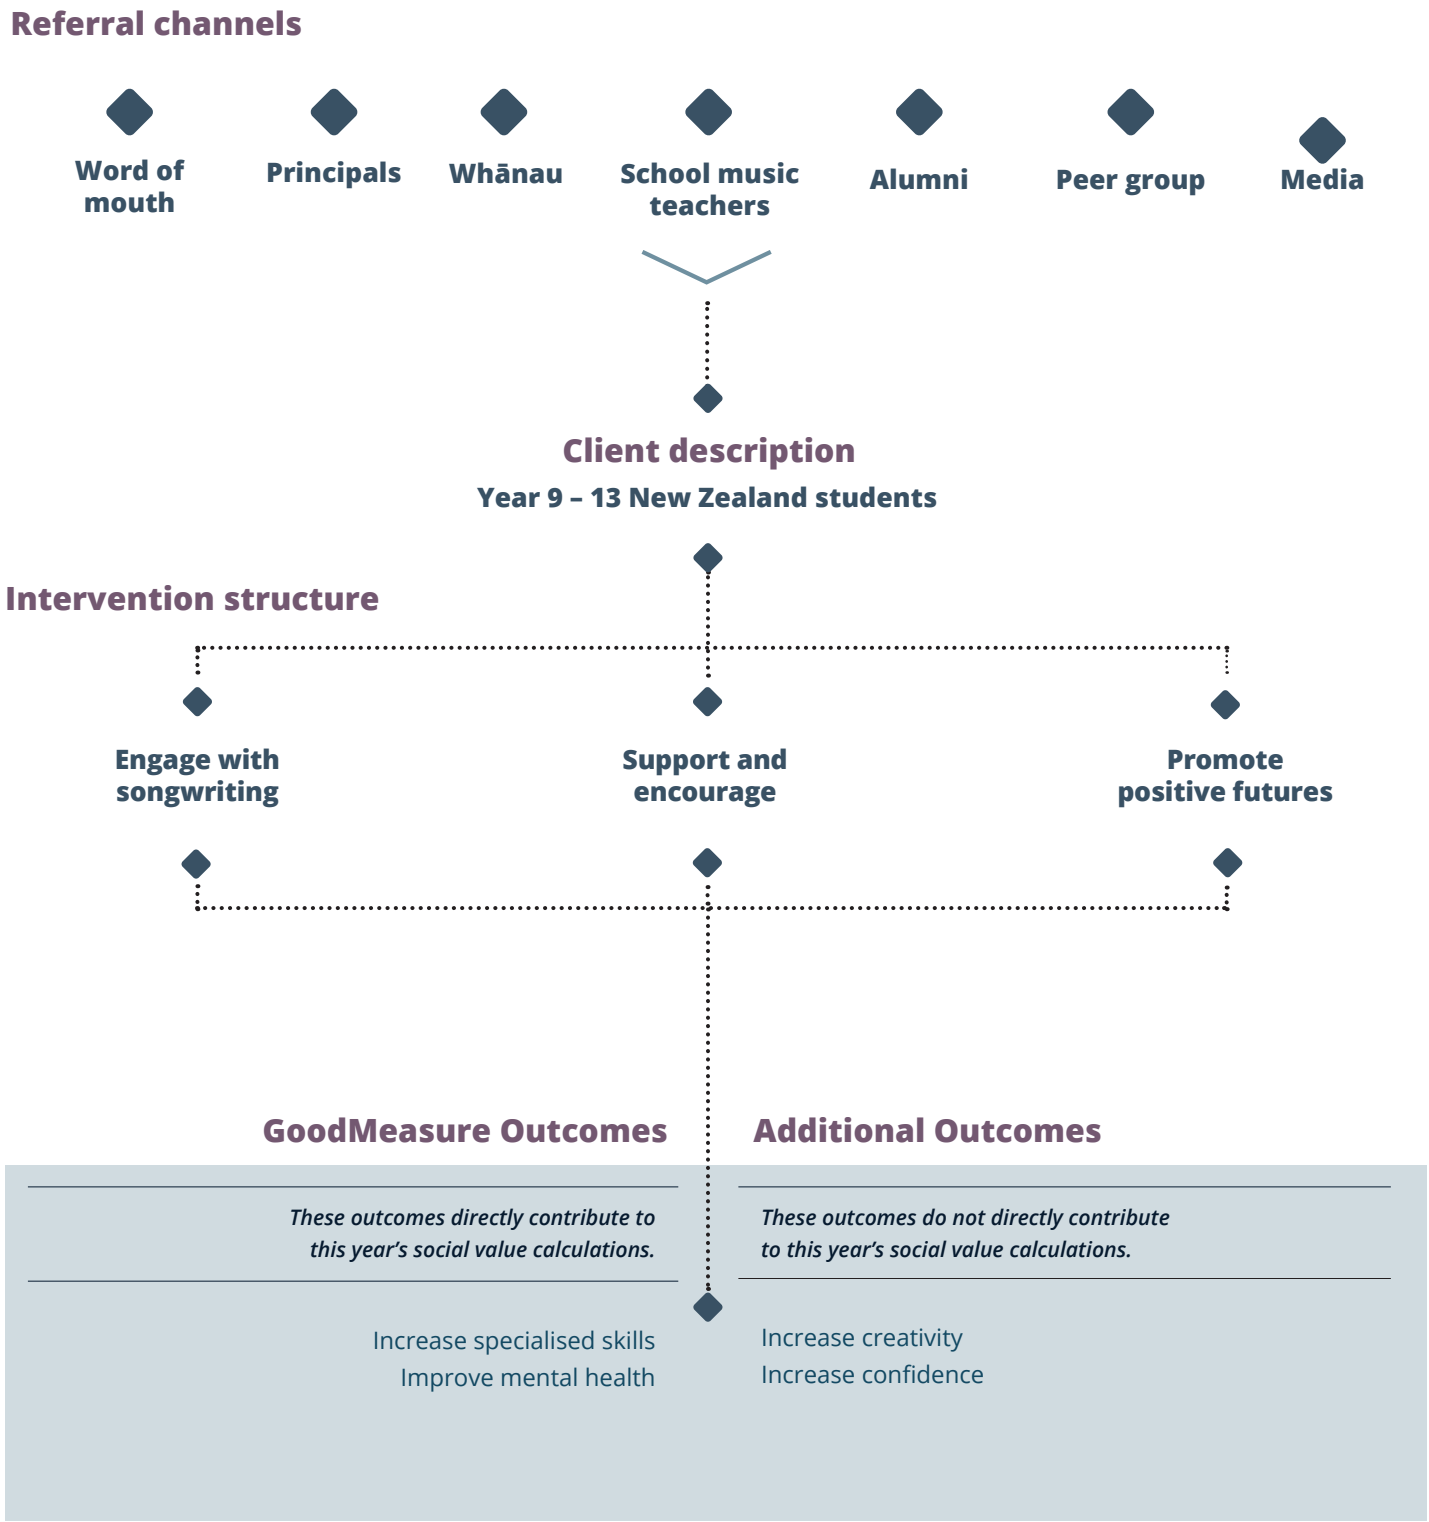 Referral channels
Word of
mouth
Principals
Whānau
School music
teachers
Alumni
Peer group
Media
Client description
Year 9 – 13 New Zealand students
Intervention structure
Engage with
songwriting
Support and
encourage
Promote
positive futures
GoodMeasure Outcomes
These outcomes directly contribute to
this year’s social value calculations.
Increase specialised skills
Improve mental health
Additional Outcomes
These outcomes do not directly contribute
to this year’s social value calculations.
Increase creativity
Increase confidence